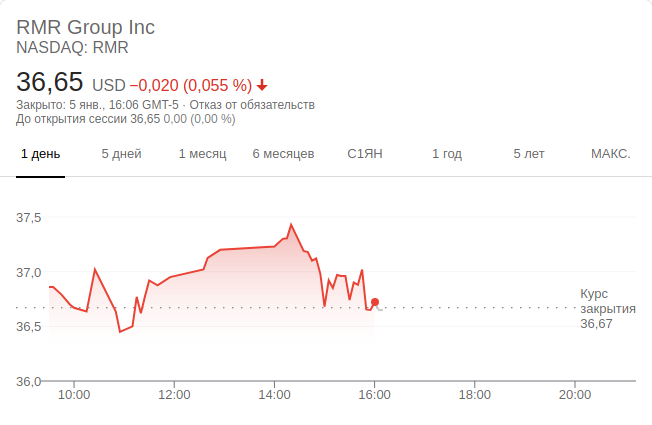 RMR Group Inc
NASDAQ: RMR
36,65 USD −0,020 (0,055 %)
Закрыто: 5 янв., 16:06 GMT-5 · Отказ от обязательств
До открытия сессии 36,65 0,00 (0,00 %)
1 день 5 дней 1 месяц 6 месяцев С1ЯН 1 год 5 лет МАКС.
37,5
37,0
36,5
36,0
Курс
закрытия
36,67
10:00 12:00 14:00 16:00 18:00 20:00